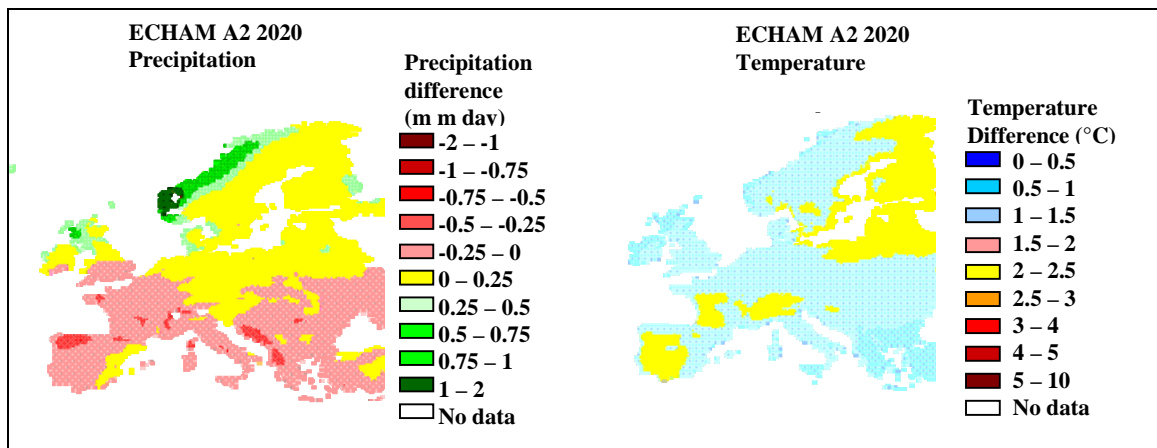 ECHAM A2 2020
Precipitation
Precipitation
difference
(m m day)
-2 – -1
-1 – -0.75
-0.75 – -0.5
-0.5 – -0.25
-0.25 – 0
0 – 0.25
0.25 – 0.5
0.5 – 0.75
0.75 – 1
1 – 2
No data
ECHAM A2 2020
Temperature
Temperature
Difference (°C)
0 – 0.5
0.5 – 1
1 – 1.5
1.5 – 2
2 – 2.5
2.5 – 3
3 – 4
4 – 5
5 – 10
No data